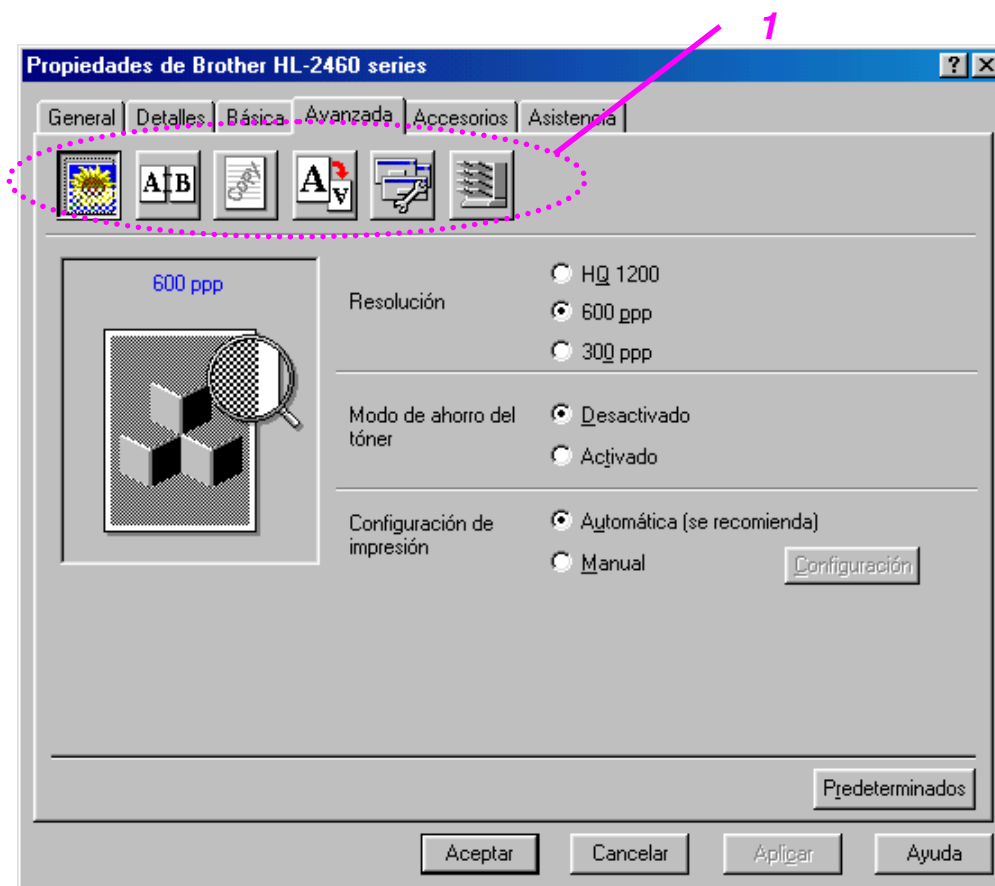 1
Propiedades de Brother HL-2460 series
General Detalles Básica Avanzada Accesorios Asistencia
A B COPY A A
600 ppp
Resolución
HQ 1200
600 ppp
300 ppp
Modo de ahorro del
tóner
Desactivado
Activado
Configuración de
impresión
Automática (se recomienda)
Manual
Configuración
Predeterminados
Aceptar Cancelar Aplicar Ayuda